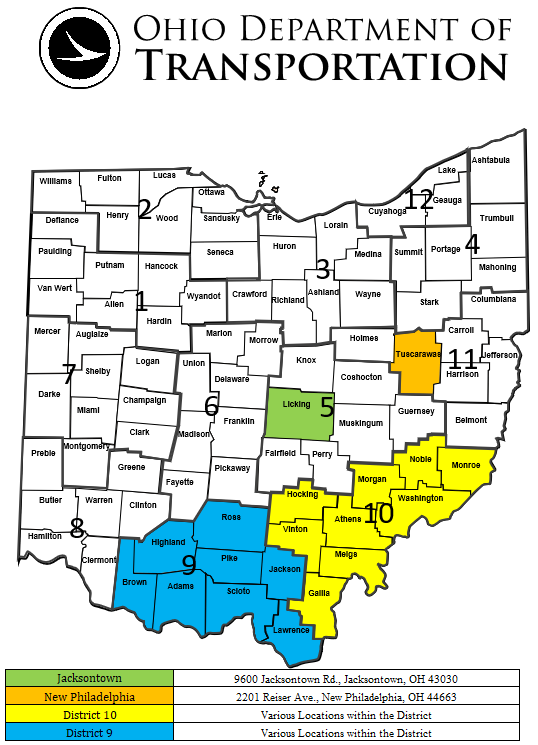 OHIO DEPARTMENT OF
TRANSPORTATION
Ashtabula
Lake
Williams
Fulton
Lucas
Ottawa
12
Geauga
Cuyahoga
Henry
2
Wood
Sandusky
Erie
Lorain
Trumbull
Defiance
Huron
Medina
Summit
Portage
4
Paulding
Putnam
Hancock
Seneca
3
Mahoning
Van Wert
Allen
1
Wyandot
Crawford
Richland
Ashland
Wayne
Stark
Columbiana
Hardin
Mercer
Auglaize
Marion
Morrow
Holmes
Carroll
Tuscarawas
11
Jefferson
Logan
Union
Knox
7
Shelby
Delaware
Coshocton
Harrison
Darke
Champaign
6
Licking
5
Miami
Franklin
Muskingum
Guernsey
Belmont
Clark
Madison
Preble
Montgomery
Fairfield
Perry
Noble
Monroe
Greene
Pickaway
Fayette
Morgan
Butler
Warren
Clinton
Hocking
Washington
Ross
Athens
10
8
Hamilton
Vinton
Highland
9
Pike
Meigs
Clermont
Jackson
Brown
Adams
Scioto
Gallia
Lawrence
Jacksontown 9600 Jacksontown Rd., Jacksontown, OH 43030
New Philadelphia 2201 Reiser Ave., New Philadelphia, OH 44663
District 10 Various Locations within the District
District 9 Various Locations within the District